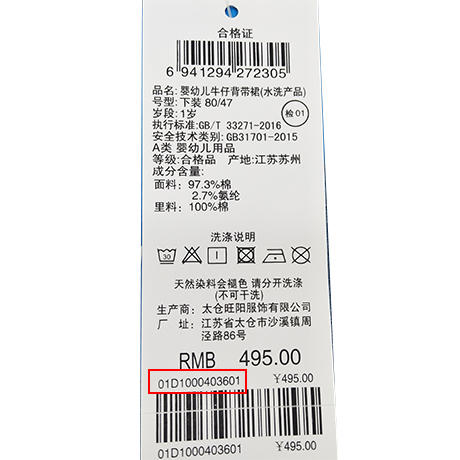 合格证
6 941294 272305
品名: 婴幼儿牛仔背带裙(水洗产品)
号型: 下装 80/47
岁段: 1岁
检01
执行标准:GB/T 33271-2016
安全技术类别: GB31701-2015
A类 婴幼儿用品
等级:合格品 产地:江苏苏州
成分含量:
面料: 97.3%棉
2.7%氨纶
里料: 100%棉
洗涤说明
30
天然染料会褪色 请分开洗涤
(不可干洗)
生产商: 太仓旺阳服饰有限公司
厂 址: 江苏省太仓市沙溪镇周
泾路86号
RMB 495.00
01D1000403601 ¥495.00
01D1000403601 ¥495.00